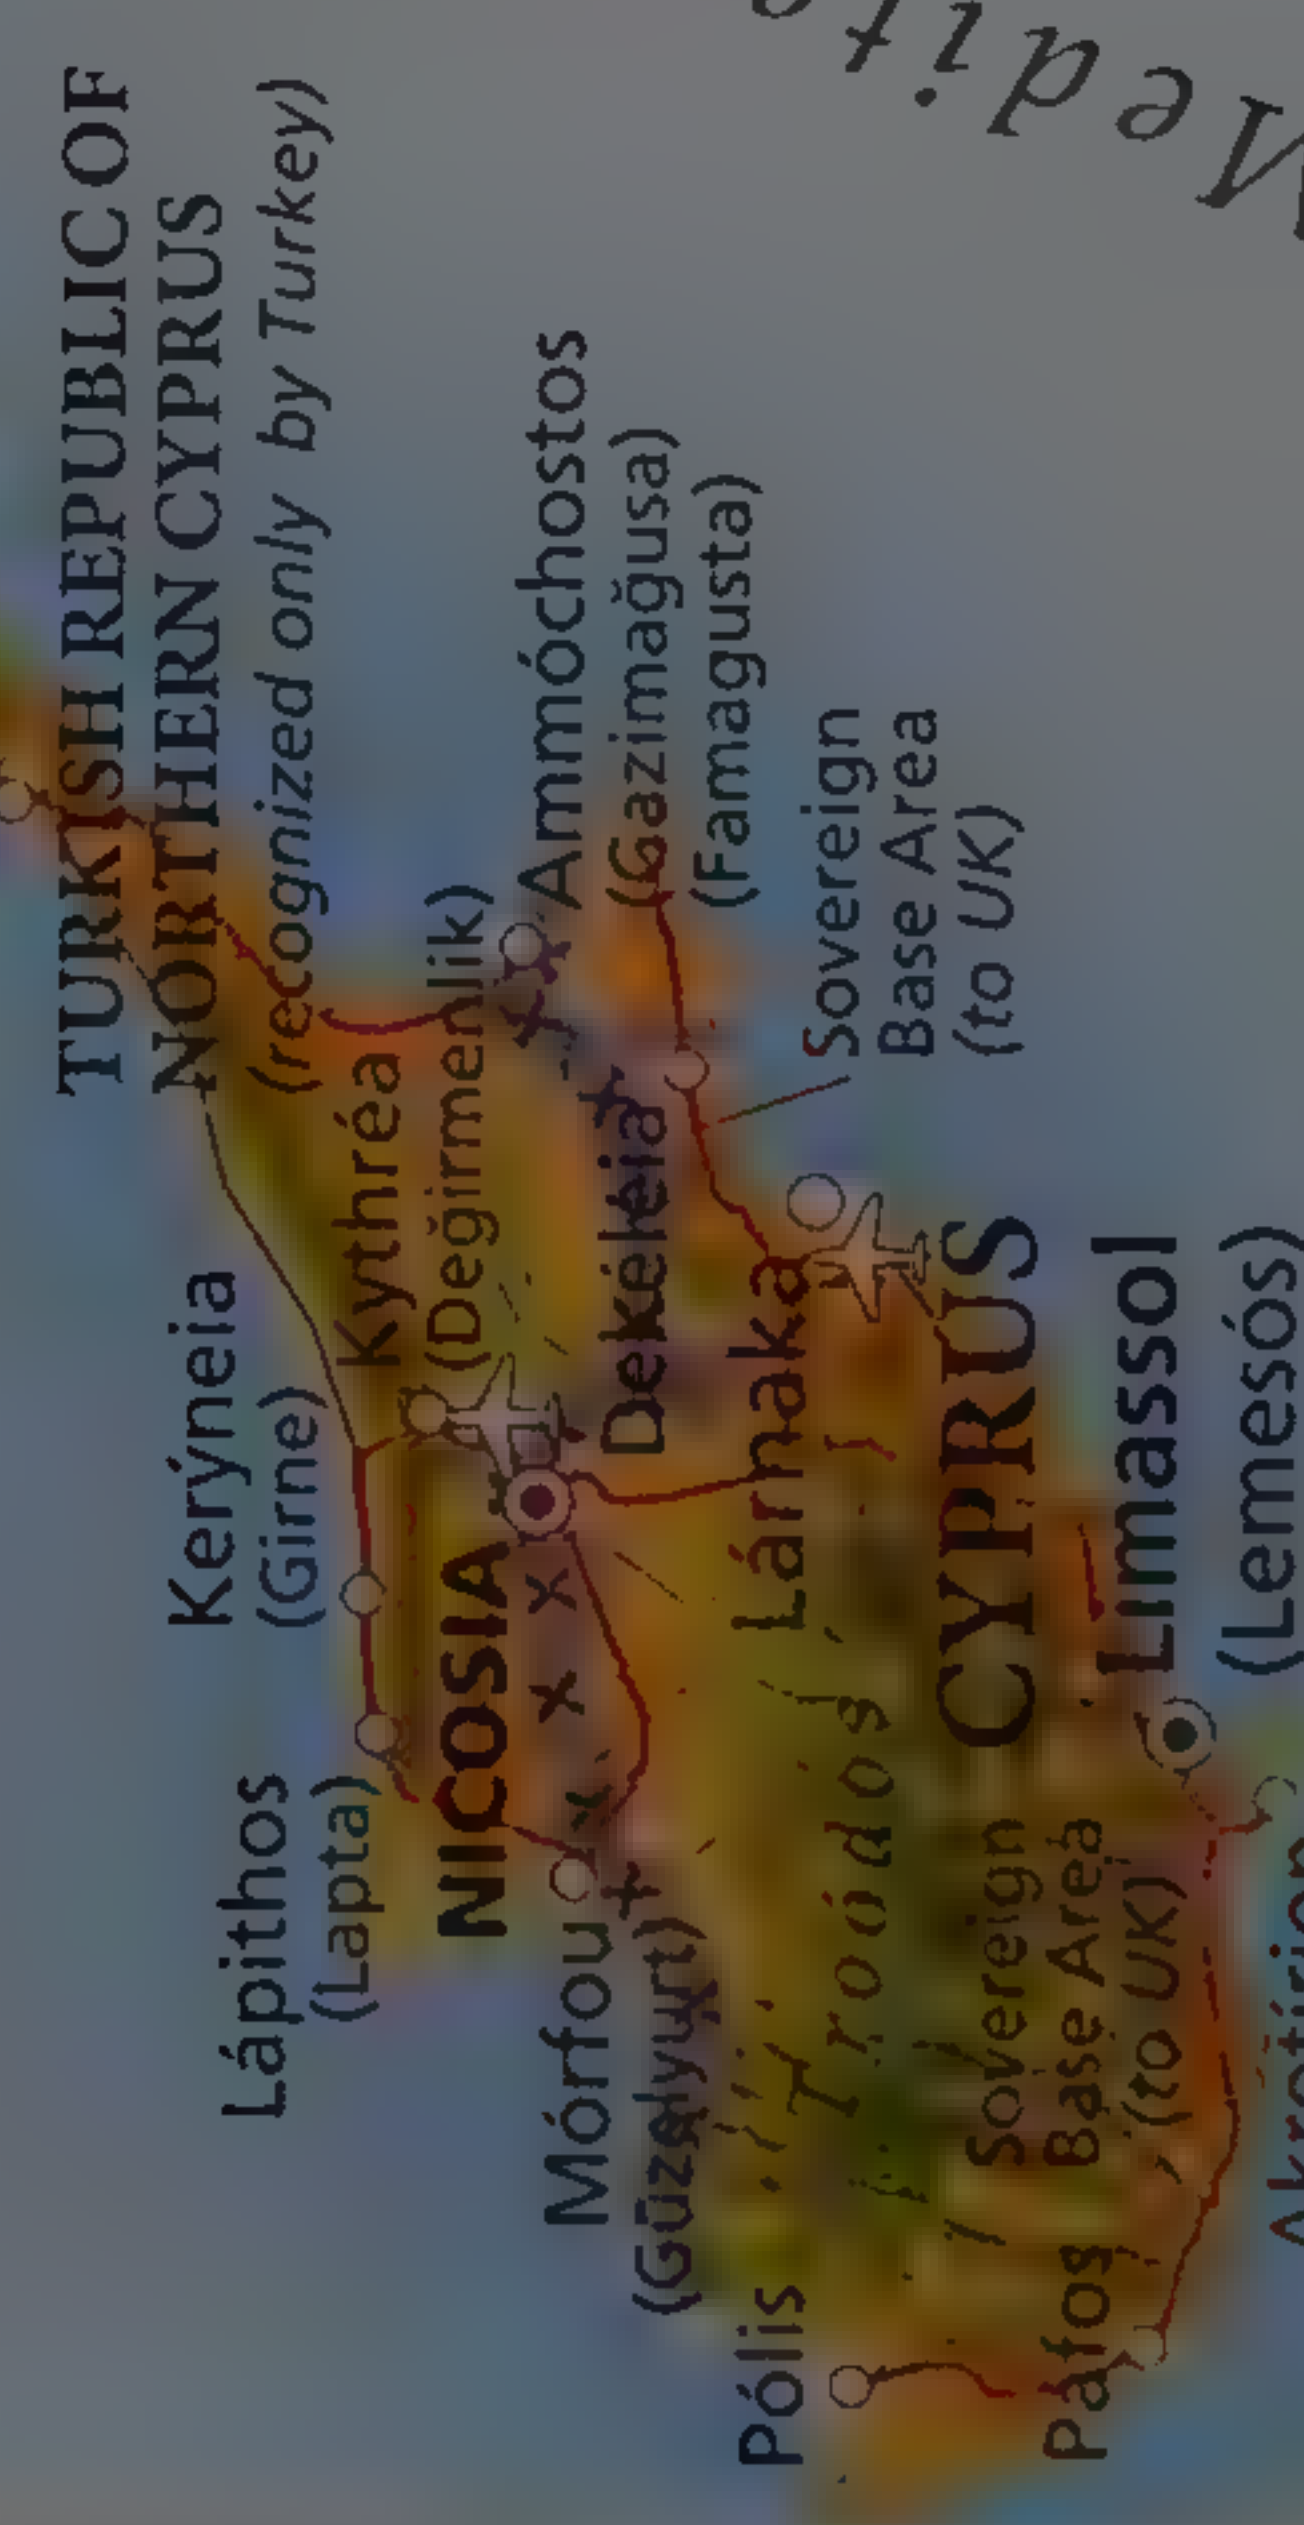 TURKISH REPUBLIC OF
NORTHERN CYPRUS
(recognized only by Turkey)
Kerýneia
(Girne)
Lápithos
(Lapta)
Kythréa
(Değirmenlik)
NICOSIA
Ammóchostos
(Gazimağusa)
(Famagusta)
Mórfou
(Güzelyurt)
Dekéleia
Sovereign
Base Area
(to UK)
Lárnaka
Pólis
Tróodos
CYPRUS
Sovereign
Base Area
(to UK)
Páfos
Limassol
(Lemesós)